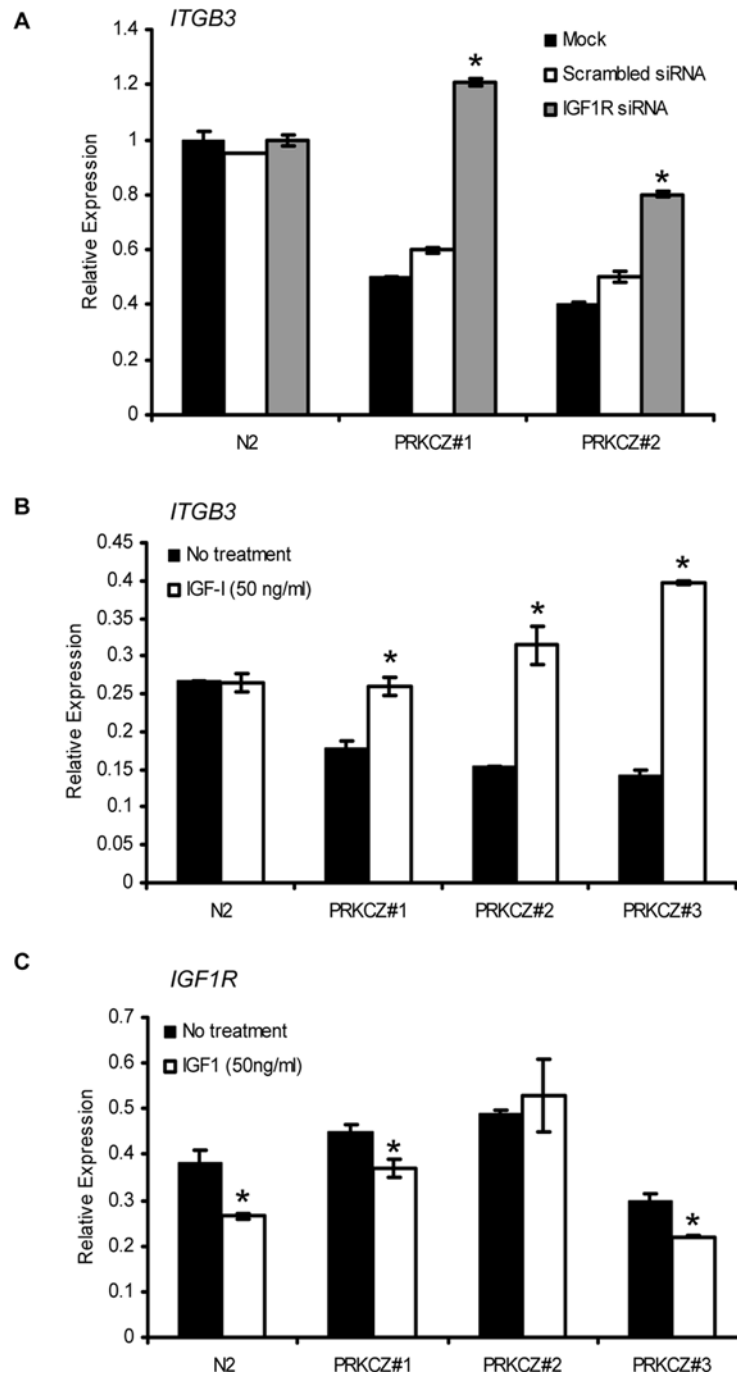 A
ITGB3
Mock
Scrambled siRNA
IGF1R siRNA
*
*
Relative Expression
1.4
1.2
1
0.8
0.6
0.4
0.2
0
N2
PRKCZ#1
PRKCZ#2
B
ITGB3
No treatment
IGF-I (50 ng/ml)
*
*
*
Relative Expression
0.45
0.4
0.35
0.3
0.25
0.2
0.15
0.1
0.05
0
N2
PRKCZ#1
PRKCZ#2
PRKCZ#3
C
IGF1R
No treatment
IGF1 (50ng/ml)
*
*
*
Relative Expression
0.7
0.6
0.5
0.4
0.3
0.2
0.1
0
N2
PRKCZ#1
PRKCZ#2
PRKCZ#3